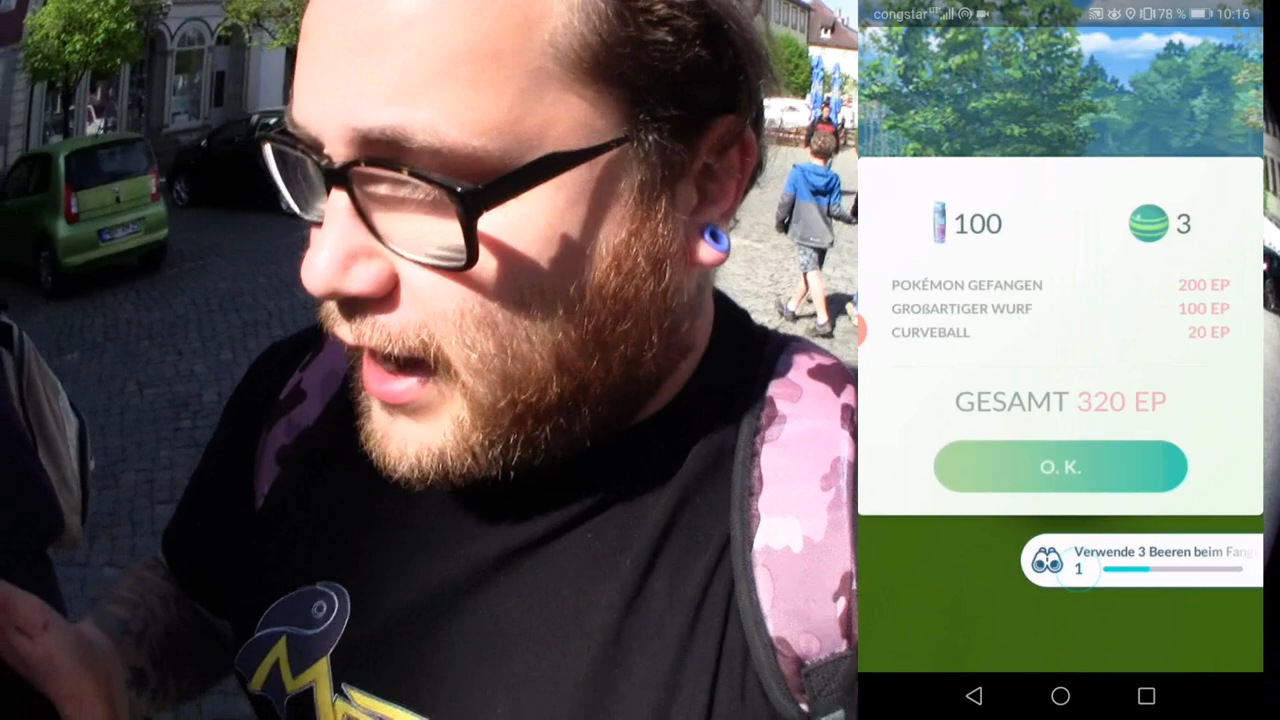 congstar 78 % 10:16
100 3
POKÉMON GEFANGEN 200 EP
GROßARTIGER WURF 100 EP
CURVEBALL 20 EP
GESAMT 320 EP
O. K.
Verwende 3 Beeren beim Fang
1